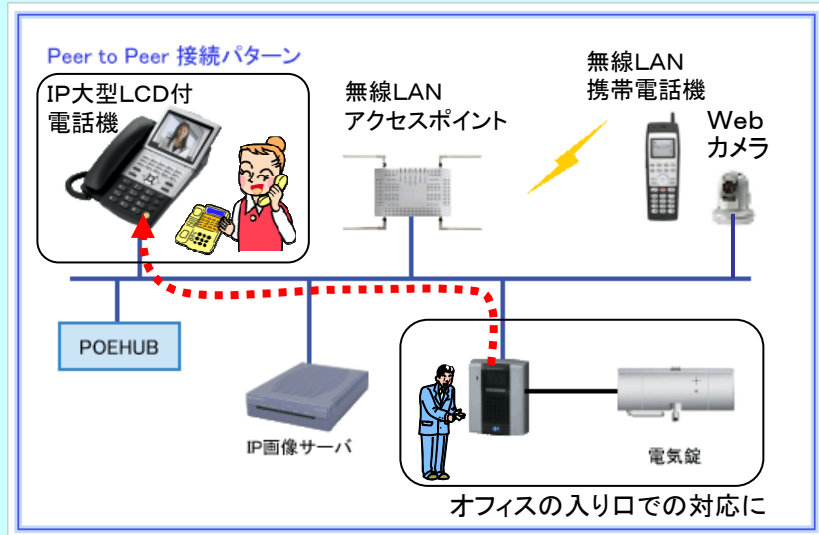 Peer to Peer 接続パターン
IP大型LCD付
電話機
無線LAN
アクセスポイント
無線LAN
携帯電話機
Web
カメラ
POEHUB
IP画像サーバ
電気錠
オフィスの入り口での対応に